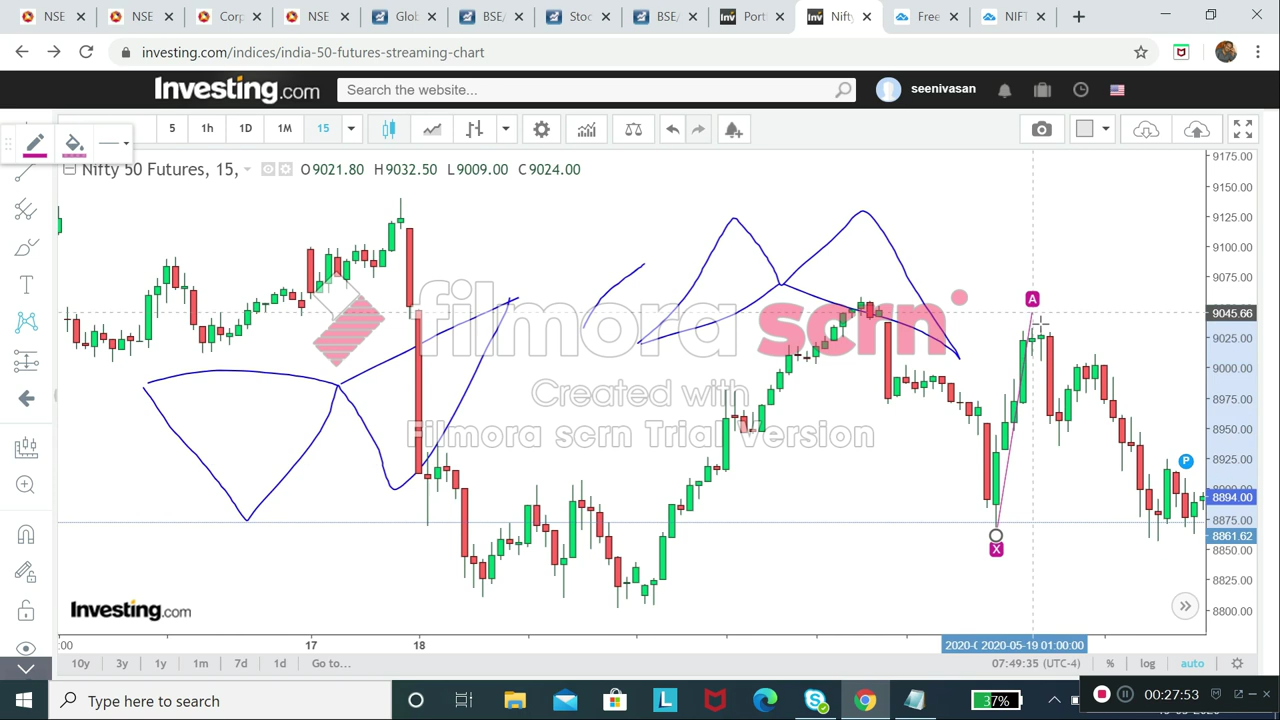 NSE
NSE
Corp
NSE
Glob
BSE/
Stoc
BSE/
Port
Nifty
Free
NIFT
investing.com/indices/india-50-futures-streaming-chart
Investing.com
Search the website...
seenivasan
5 1h 1D 1M 15
Nifty 50 Futures, 15, O9021.80 H9032.50 L9009.00 C9024.00
9175.00
9150.00
9125.00
9100.00
9075.00
9045.66
9025.00
9000.00
8975.00
8950.00
8925.00
8894.00
8875.00
8861.62
8850.00
8825.00
8800.00
A
P
X
filmora scrn
Created with
Filmora scrn Trial Version
Investing.com
17 18
2020-05-19 01:00:00
10y 3y 1y 1m 7d 1d Go to...
07:49:35 (UTC-4) % log auto
Type here to search
37%
00:27:53